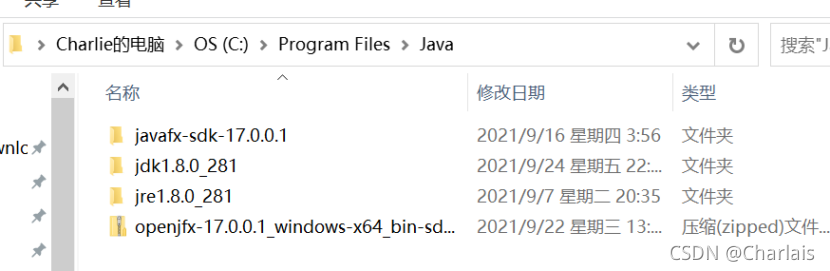 共享 查看
Charlie的电脑 > OS (C:) > Program Files > Java
搜索"J
名称 修改日期 类型
wnlc
javafx-sdk-17.0.0.1 2021/9/16 星期四 3:56 文件夹
jdk1.8.0_281 2021/9/24 星期五 22:... 文件夹
jre1.8.0_281 2021/9/7 星期二 20:35 文件夹
openjfx-17.0.0.1_windows-x64_bin-sd... 2021/9/22 星期三 13:... 压缩(zipped)文件...
CSDN @Charlais